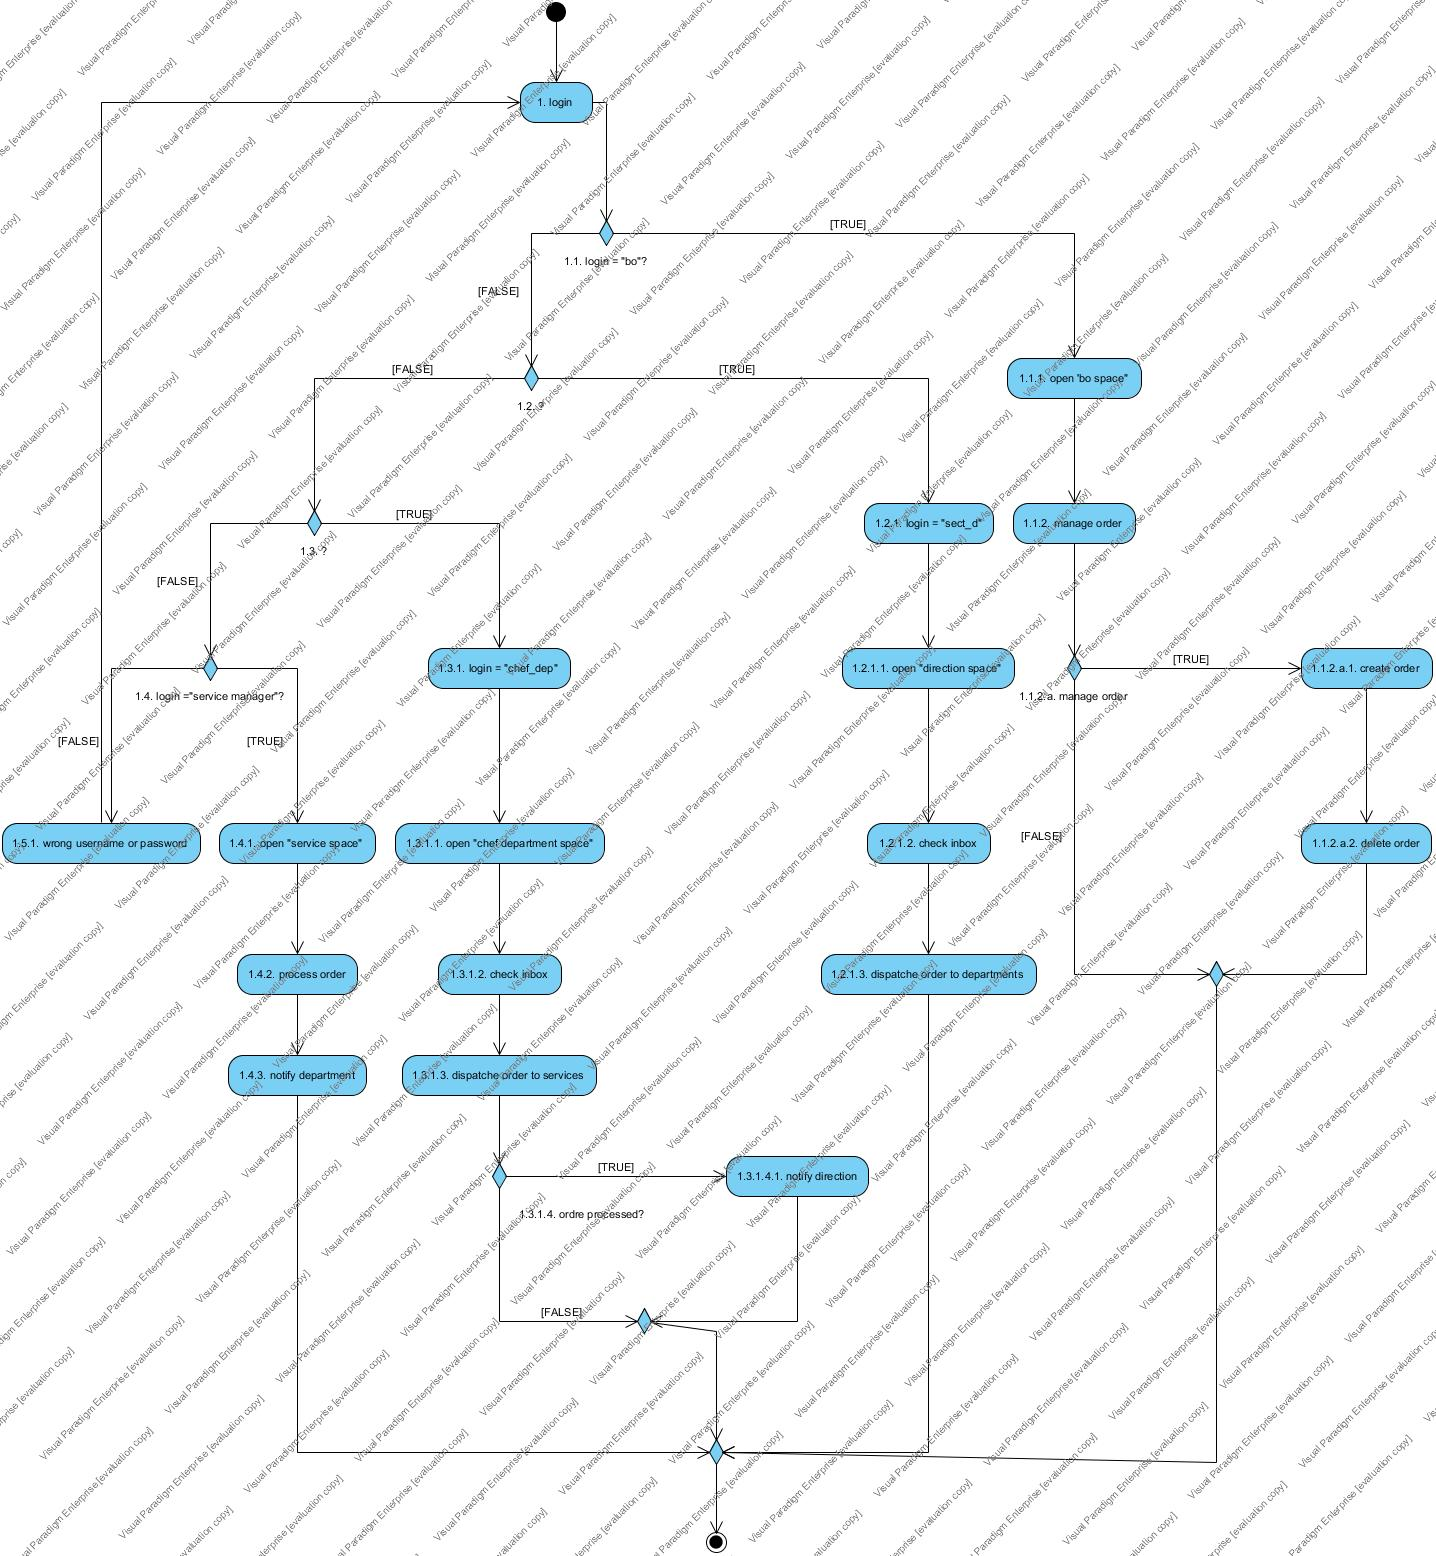 1. login
[TRUE]
1.1. login = "bo"?
[FALSE]
[FALSE]
[TRUE]
1.1.1. open 'bo space"
1.2. ?
[TRUE]
1.2.1. login = "sect_d"
1.1.2. manage order
1.3. ?
[FALSE]
1.3.1. login = "chef_dep"
1.2.1.1. open "direction space"
[TRUE]
1.1.2.a.1. create order
1.4. login ="service manager"?
1.1.2.a. manage order
[FALSE]
[TRUE]
[FALSE]
1.5.1. wrong username or password
1.4.1. open "service space"
1.3.1.1. open "chef department space"
1.2.1.2. check inbox
1.1.2.a.2. delete order
1.4.2. process order
1.3.1.2. check inbox
1.2.1.3. dispatche order to departments
1.4.3. notify department
1.3.1.3. dispatche order to services
[TRUE]
1.3.1.4.1. notify direction
1.3.1.4. ordre processed?
[FALSE]
Visual Paradigm Enterprise [evaluation copy]